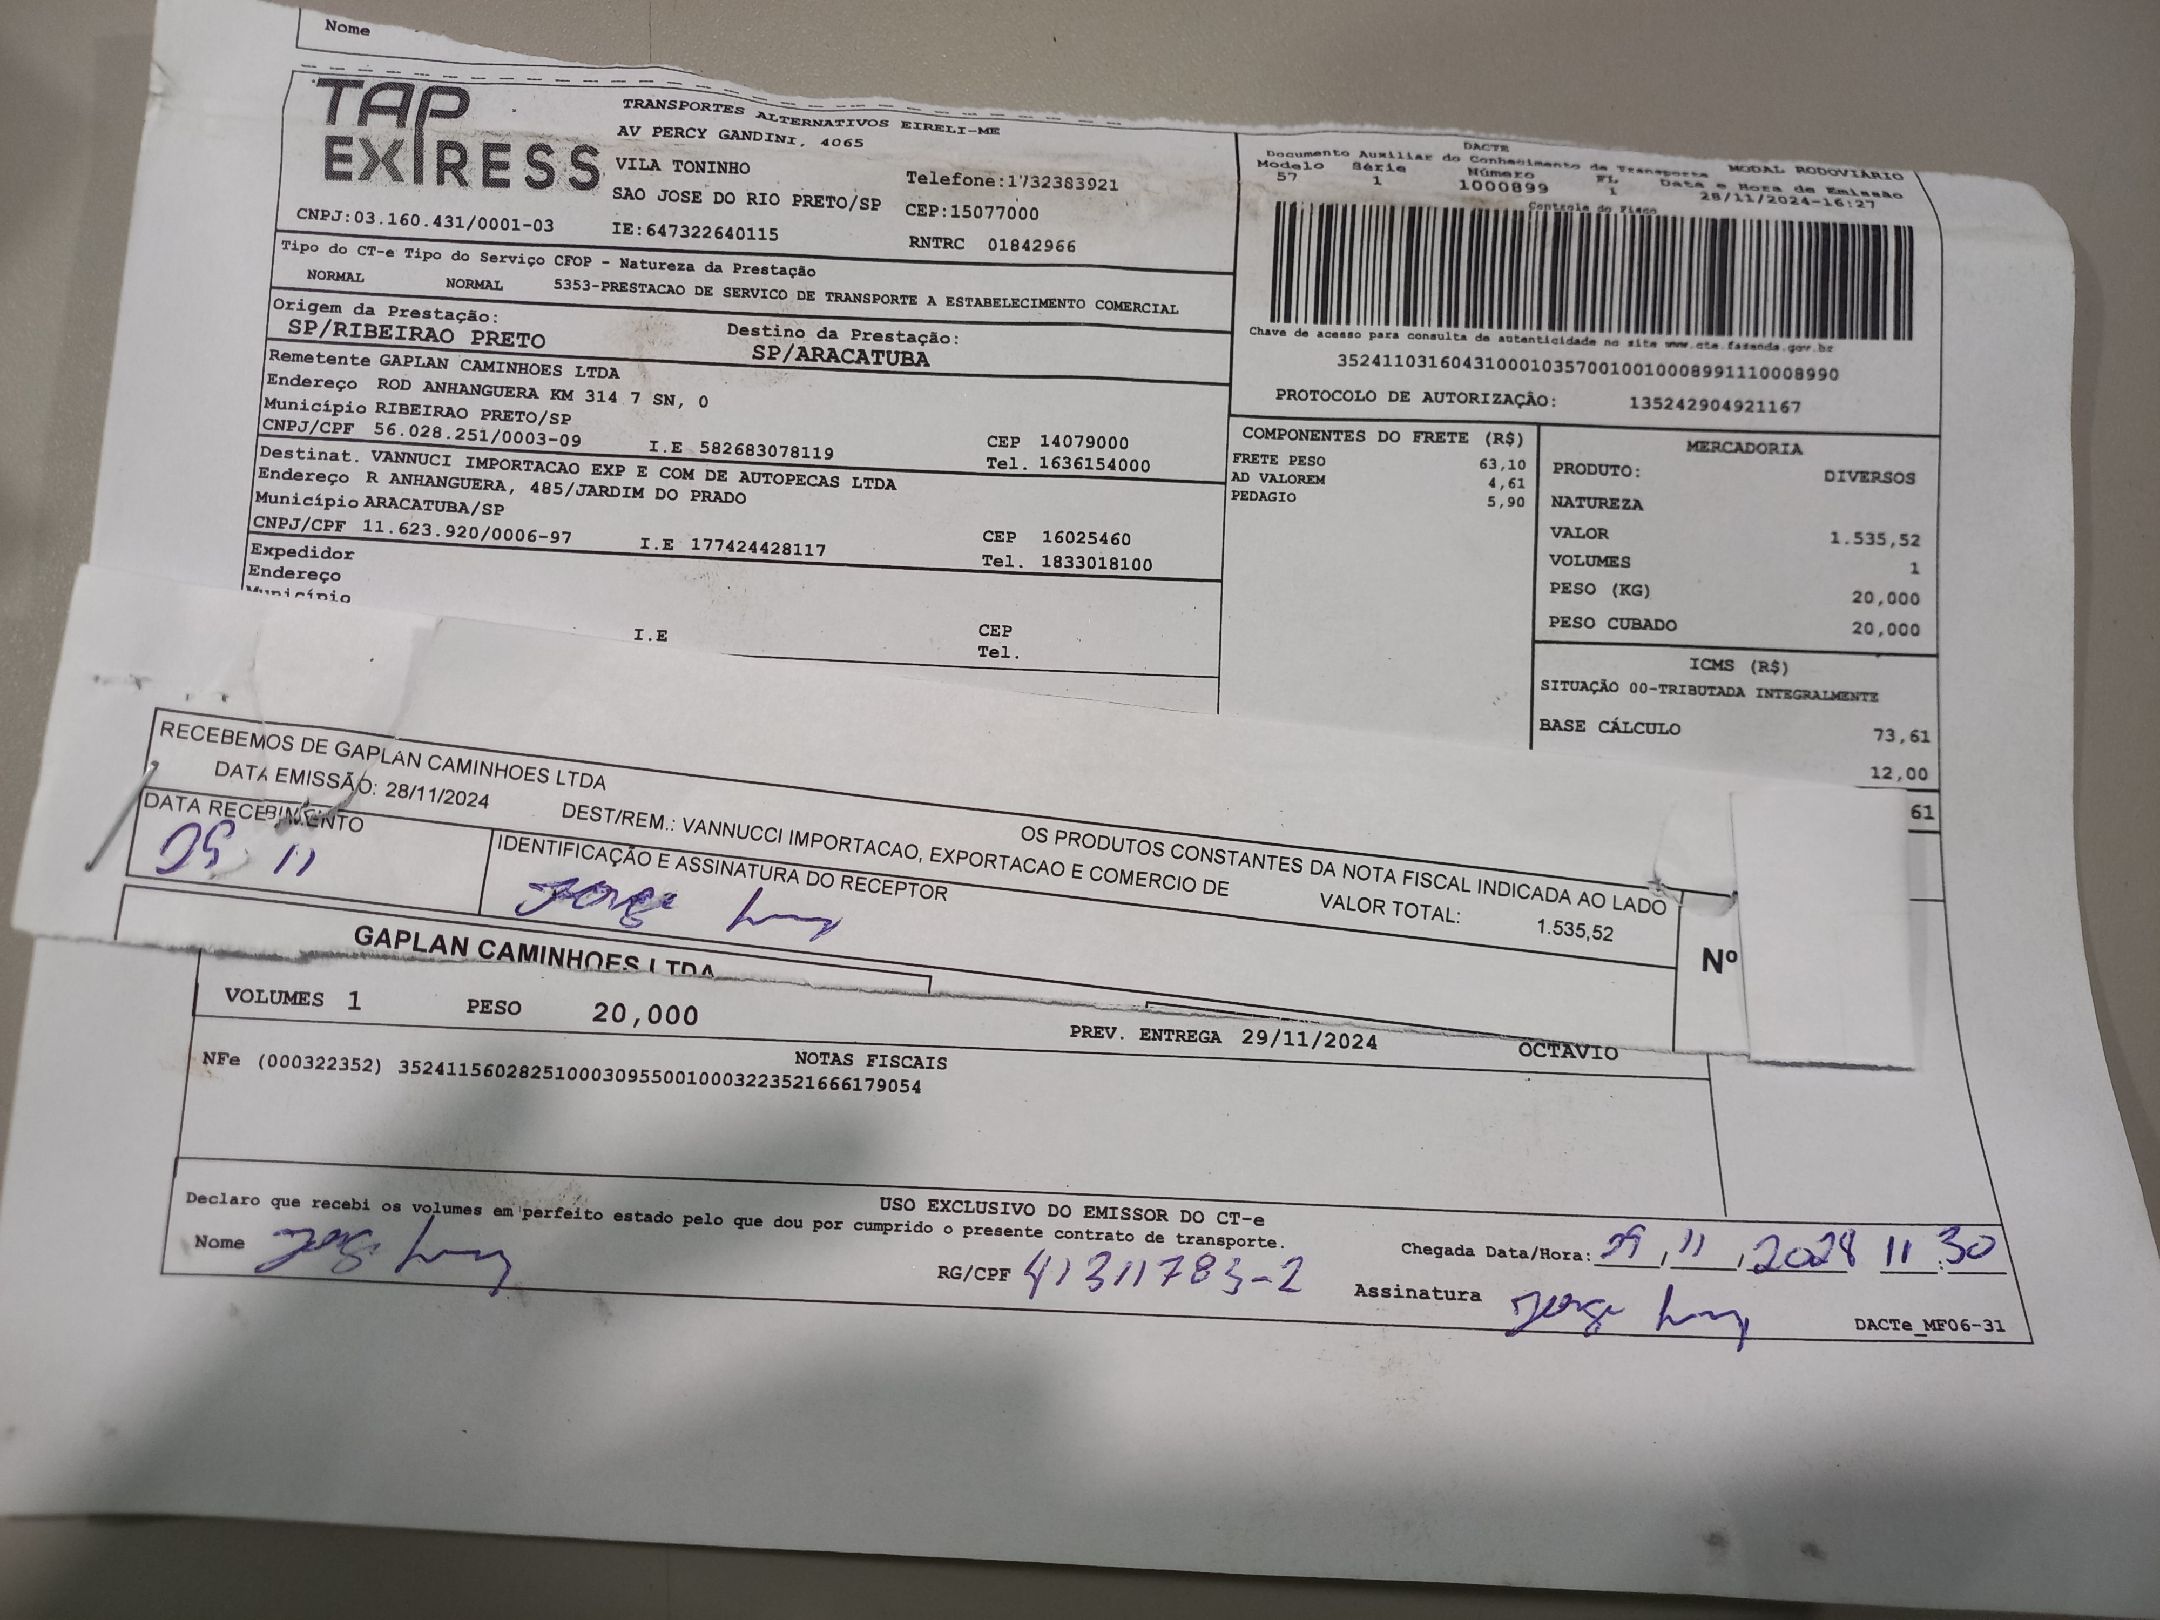 Nome
TAP EXPRESS
TRANSPORTES ALTERNATIVOS EIRELI-ME
AV PERCY GANDINI, 4065
VILA TONINHO Telefone:1732383921
SAO JOSE DO RIO PRETO/SP CEP:15077000
CNPJ:03.160.431/0001-03 IE:647322640115 RNTRC 01842966
DACTE MODAL RODOVIÁRIO
Documento Auxiliar do Conhecimento de Transporte
Modelo Série Número FL Data e Hora de Emissão
57 1 1000899 1 28/11/2024-16:27
Controle do Fisco
Chave de acesso para consulta de autenticidade no site www.cte.fazenda.gov.br
35241103160431000103570010010008991110008990
PROTOCOLO DE AUTORIZAÇÃO: 135242904921167
Tipo do CT-e Tipo do Serviço CFOP - Natureza da Prestação
NORMAL NORMAL 5353-PRESTACAO DE SERVICO DE TRANSPORTE A ESTABELECIMENTO COMERCIAL
Origem da Prestação: Destino da Prestação:
SP/RIBEIRAO PRETO SP/ARACATUBA
Remetente GAPLAN CAMINHOES LTDA
Endereço ROD ANHANGUERA KM 314 7 SN, 0
Município RIBEIRAO PRETO/SP CEP 14079000
CNPJ/CPF 56.028.251/0003-09 I.E 582683078119 Tel. 1636154000
Destinat. VANNUCI IMPORTACAO EXP E COM DE AUTOPECAS LTDA
Endereço R ANHANGUERA, 485/JARDIM DO PRADO
Município ARACATUBA/SP CEP 16025460
CNPJ/CPF 11.623.920/0006-97 I.E 177424428117 Tel. 1833018100
Expedidor
Endereço
Município CEP
I.E Tel.
COMPONENTES DO FRETE (R$)
FRETE PESO 63,10
AD VALOREM 4,61
PEDAGIO 5,90
MERCADORIA
PRODUTO: DIVERSOS
NATUREZA
VALOR 1.535,52
VOLUMES 1
PESO (KG) 20,000
PESO CUBADO 20,000
ICMS (R$)
SITUAÇÃO 00-TRIBUTADA INTEGRALMENTE
BASE CÁLCULO 73,61
12,00
61
RECEBEMOS DE GAPLAN CAMINHOES LTDA OS PRODUTOS CONSTANTES DA NOTA FISCAL INDICADA AO LADO
DATA EMISSÃO: 28/11/2024 DEST/REM.: VANNUCCI IMPORTACAO, EXPORTACAO E COMERCIO DE VALOR TOTAL: 1.535,52
DATA RECEBIMENTO IDENTIFICAÇÃO E ASSINATURA DO RECEPTOR Nº
29 11 Jorge
GAPLAN CAMINHOES LTDA
VOLUMES 1 PESO 20,000 PREV. ENTREGA 29/11/2024 OCTAVIO
NOTAS FISCAIS
NFe (000322352) 35241156028251000309550010003223521666179054
USO EXCLUSIVO DO EMISSOR DO CT-e
Declaro que recebi os volumes em perfeito estado pelo que dou por cumprido o presente contrato de transporte.
Chegada Data/Hora: 29 11 2024 11:30
Nome Jorge RG/CPF 41311783-2 Assinatura Jorge
DACTe_MF06-31